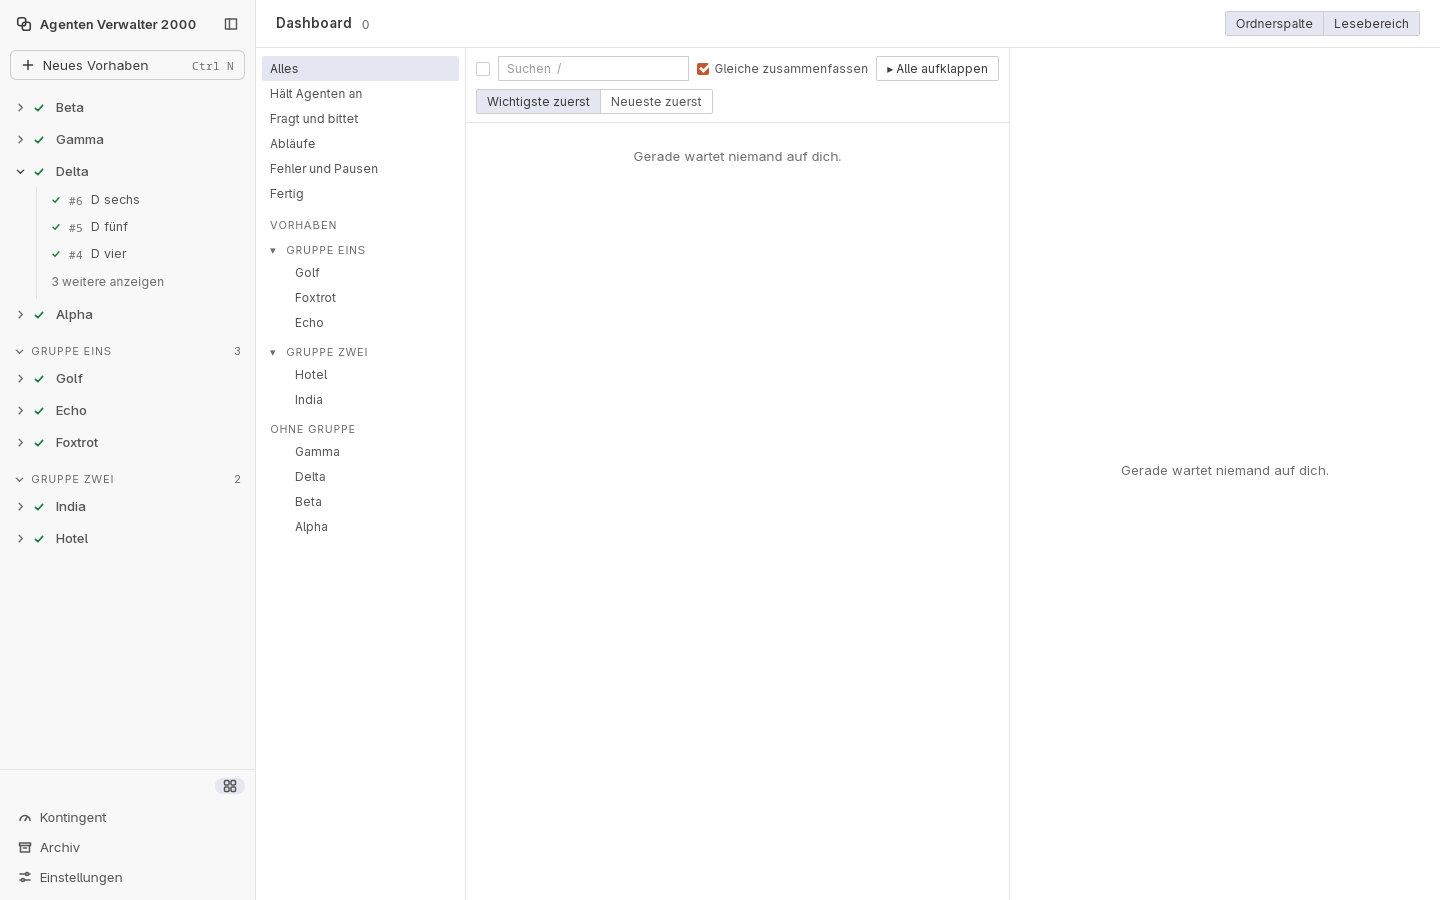 Agenten Verwalter 2000
Neues Vorhaben Ctrl N
Beta
Gamma
Delta
#6 D sechs
#5 D fünf
#4 D vier
3 weitere anzeigen
Alpha
GRUPPE EINS 3
Golf
Echo
Foxtrot
GRUPPE ZWEI 2
India
Hotel
Kontingent
Archiv
Einstellungen
Dashboard 0
Ordnerspalte Lesebereich
Alles
Hält Agenten an
Fragt und bittet
Abläufe
Fehler und Pausen
Fertig
VORHABEN
▾ GRUPPE EINS
Golf
Foxtrot
Echo
▾ GRUPPE ZWEI
Hotel
India
OHNE GRUPPE
Gamma
Delta
Beta
Alpha
Suchen / Gleiche zusammenfassen ▸ Alle aufklappen
Wichtigste zuerst Neueste zuerst
Gerade wartet niemand auf dich.
Gerade wartet niemand auf dich.